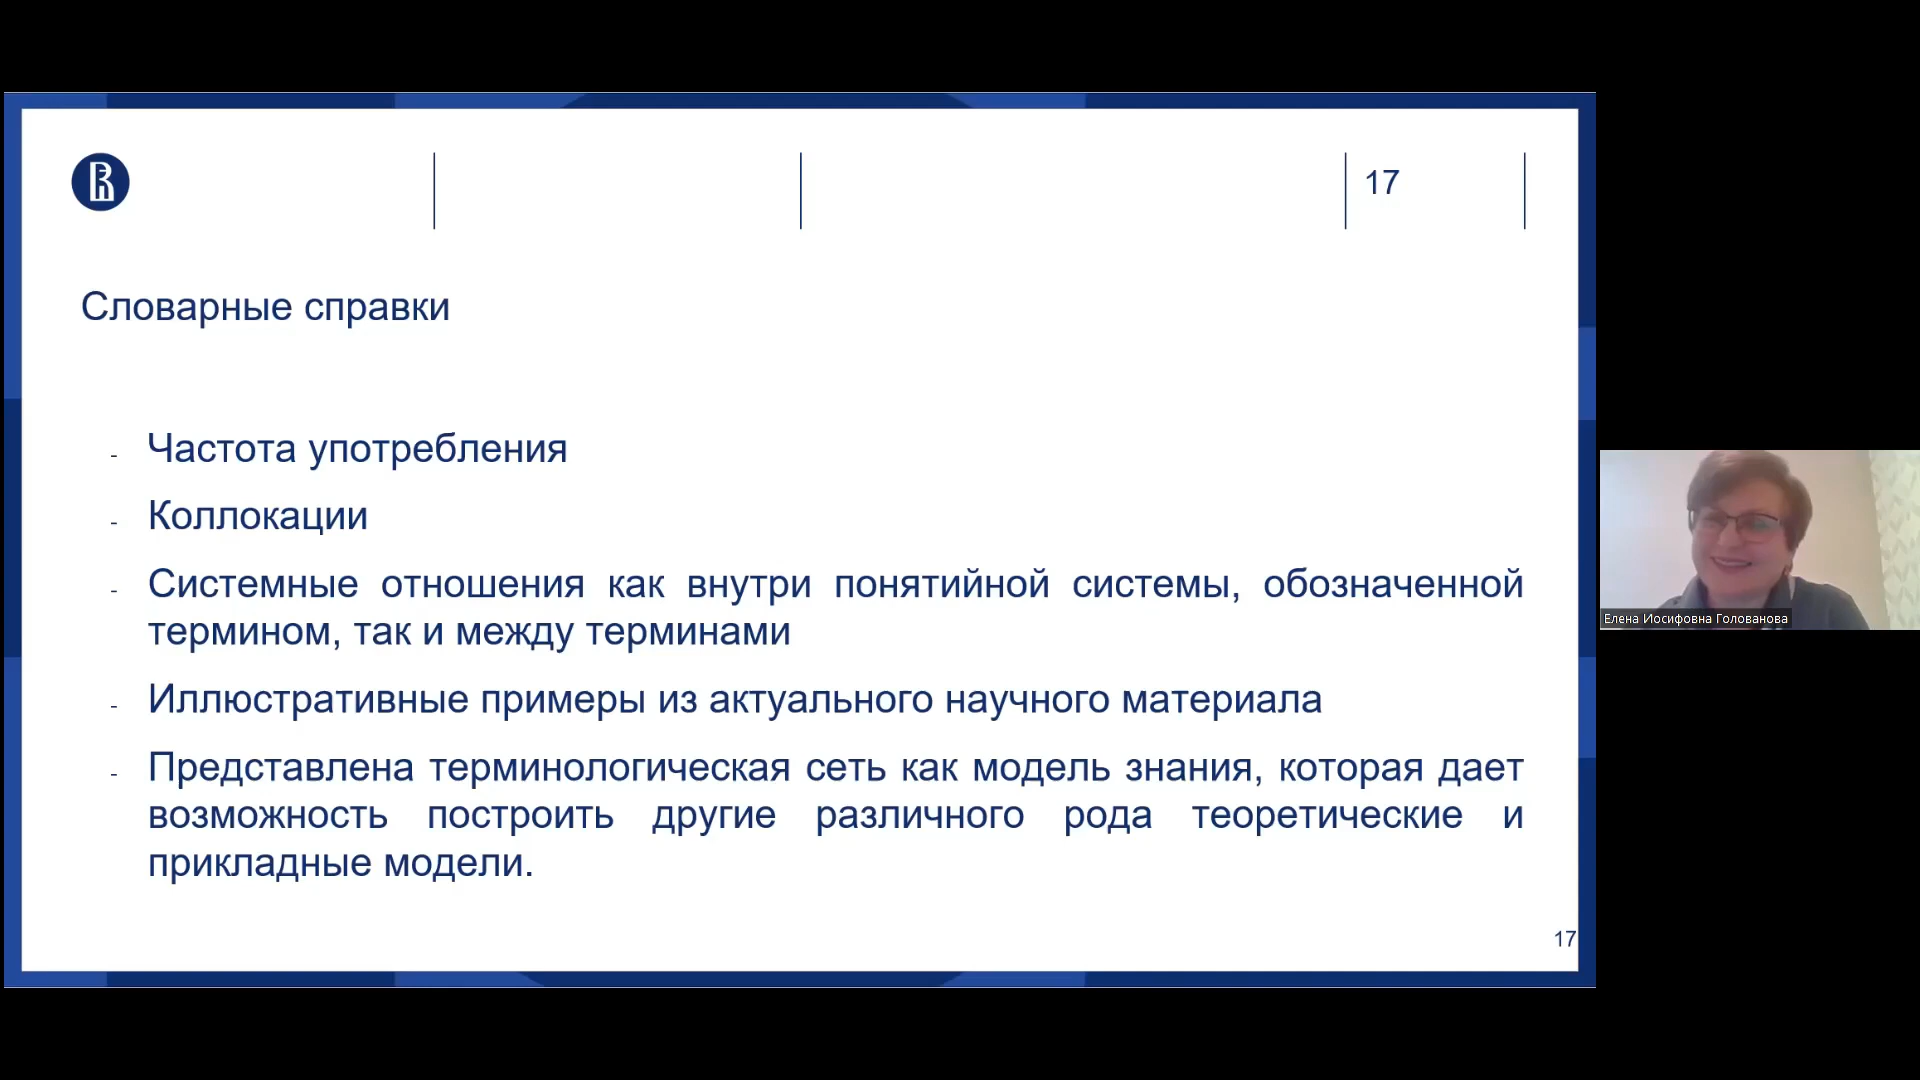 17
Словарные справки
- Частота употребления
- Коллокации
- Системные отношения как внутри понятийной системы, обозначенной
термином, так и между терминами
- Иллюстративные примеры из актуального научного материала
- Представлена терминологическая сеть как модель знания, которая дает
возможность построить другие различного рода теоретические и
прикладные модели.
17
Елена Иосифовна Голованова